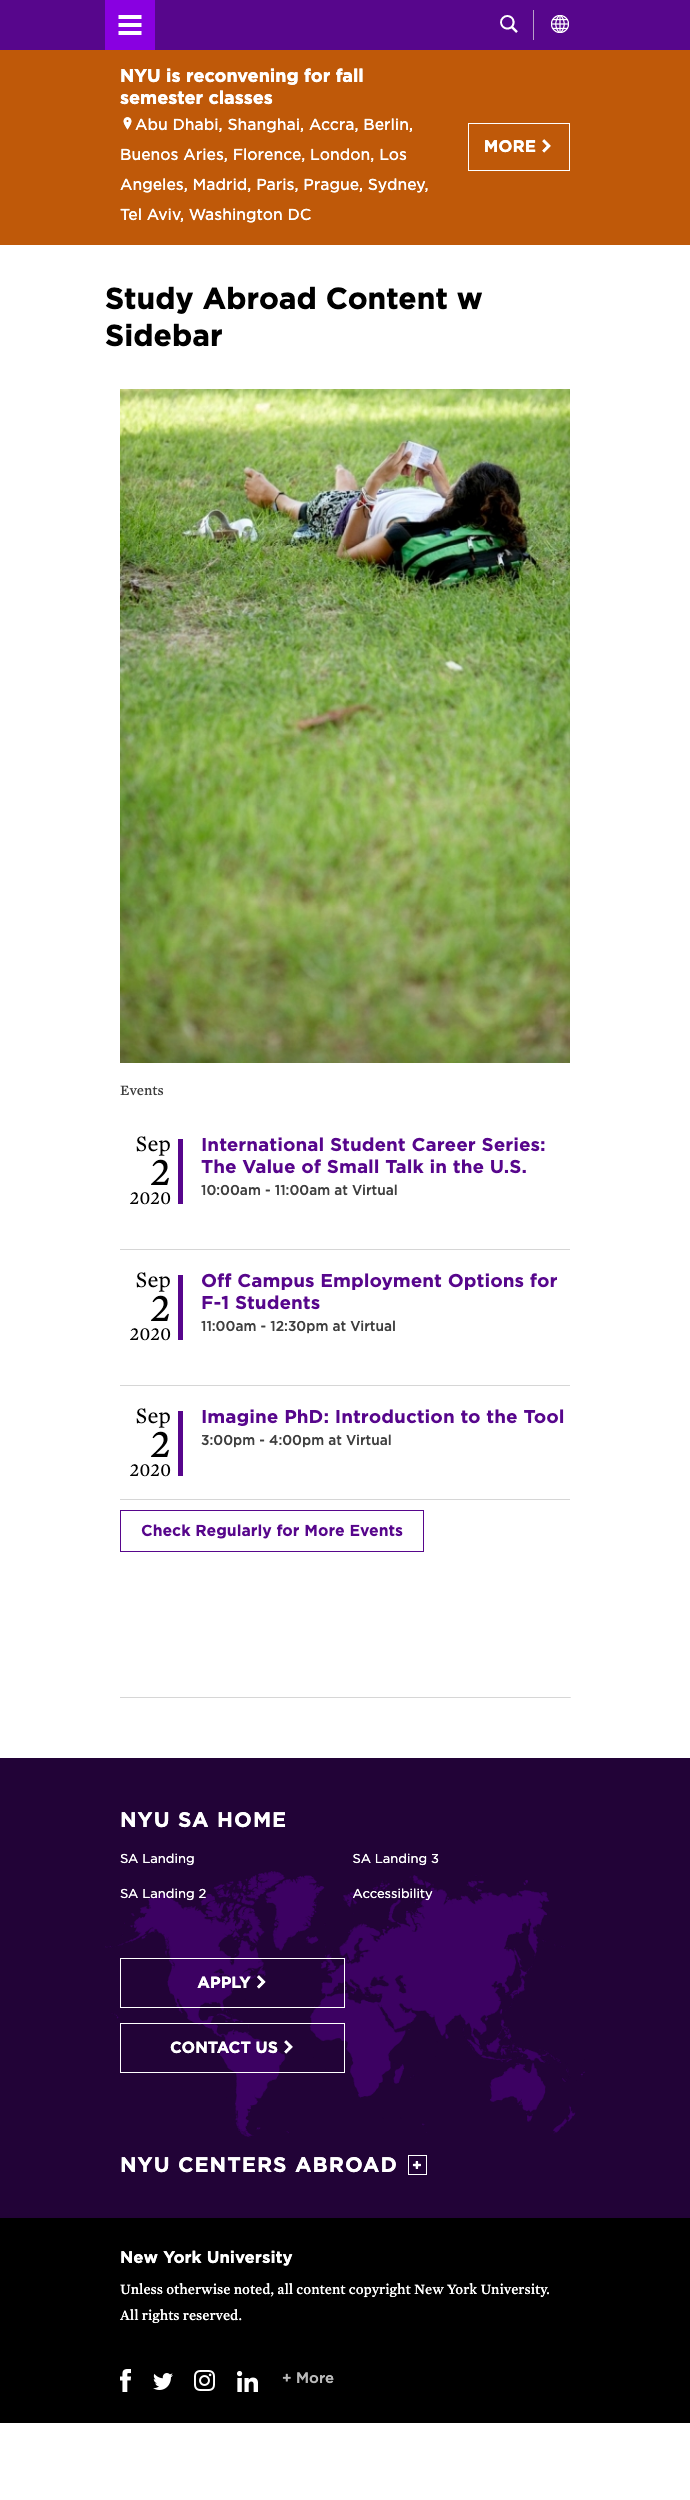 NYU is reconvening for fall
semester classes
Abu Dhabi, Shanghai, Accra, Berlin,
Buenos Aries, Florence, London, Los
Angeles, Madrid, Paris, Prague, Sydney,
Tel Aviv, Washington DC
MORE
Study Abroad Content w
Sidebar
Events
Sep
2
2020
International Student Career Series:
The Value of Small Talk in the U.S.
10:00am - 11:00am at Virtual
Sep
2
2020
Off Campus Employment Options for
F-1 Students
11:00am - 12:30pm at Virtual
Sep
2
2020
Imagine PhD: Introduction to the Tool
3:00pm - 4:00pm at Virtual
Check Regularly for More Events
NYU SA HOME
SA Landing
SA Landing 3
SA Landing 2
Accessibility
APPLY
CONTACT US
NYU CENTERS ABROAD +
New York University
Unless otherwise noted, all content copyright New York University.
All rights reserved.
+ More